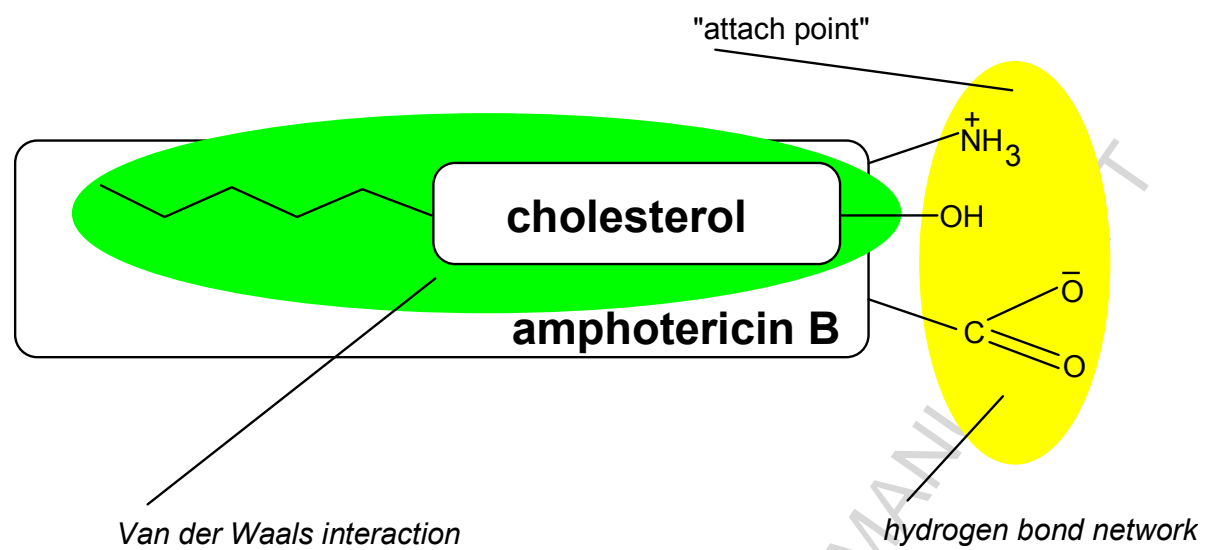 "attach point"
+
NH3
cholesterol
OH
–
O
amphotericin B
C
O
Van der Waals interaction
hydrogen bond network